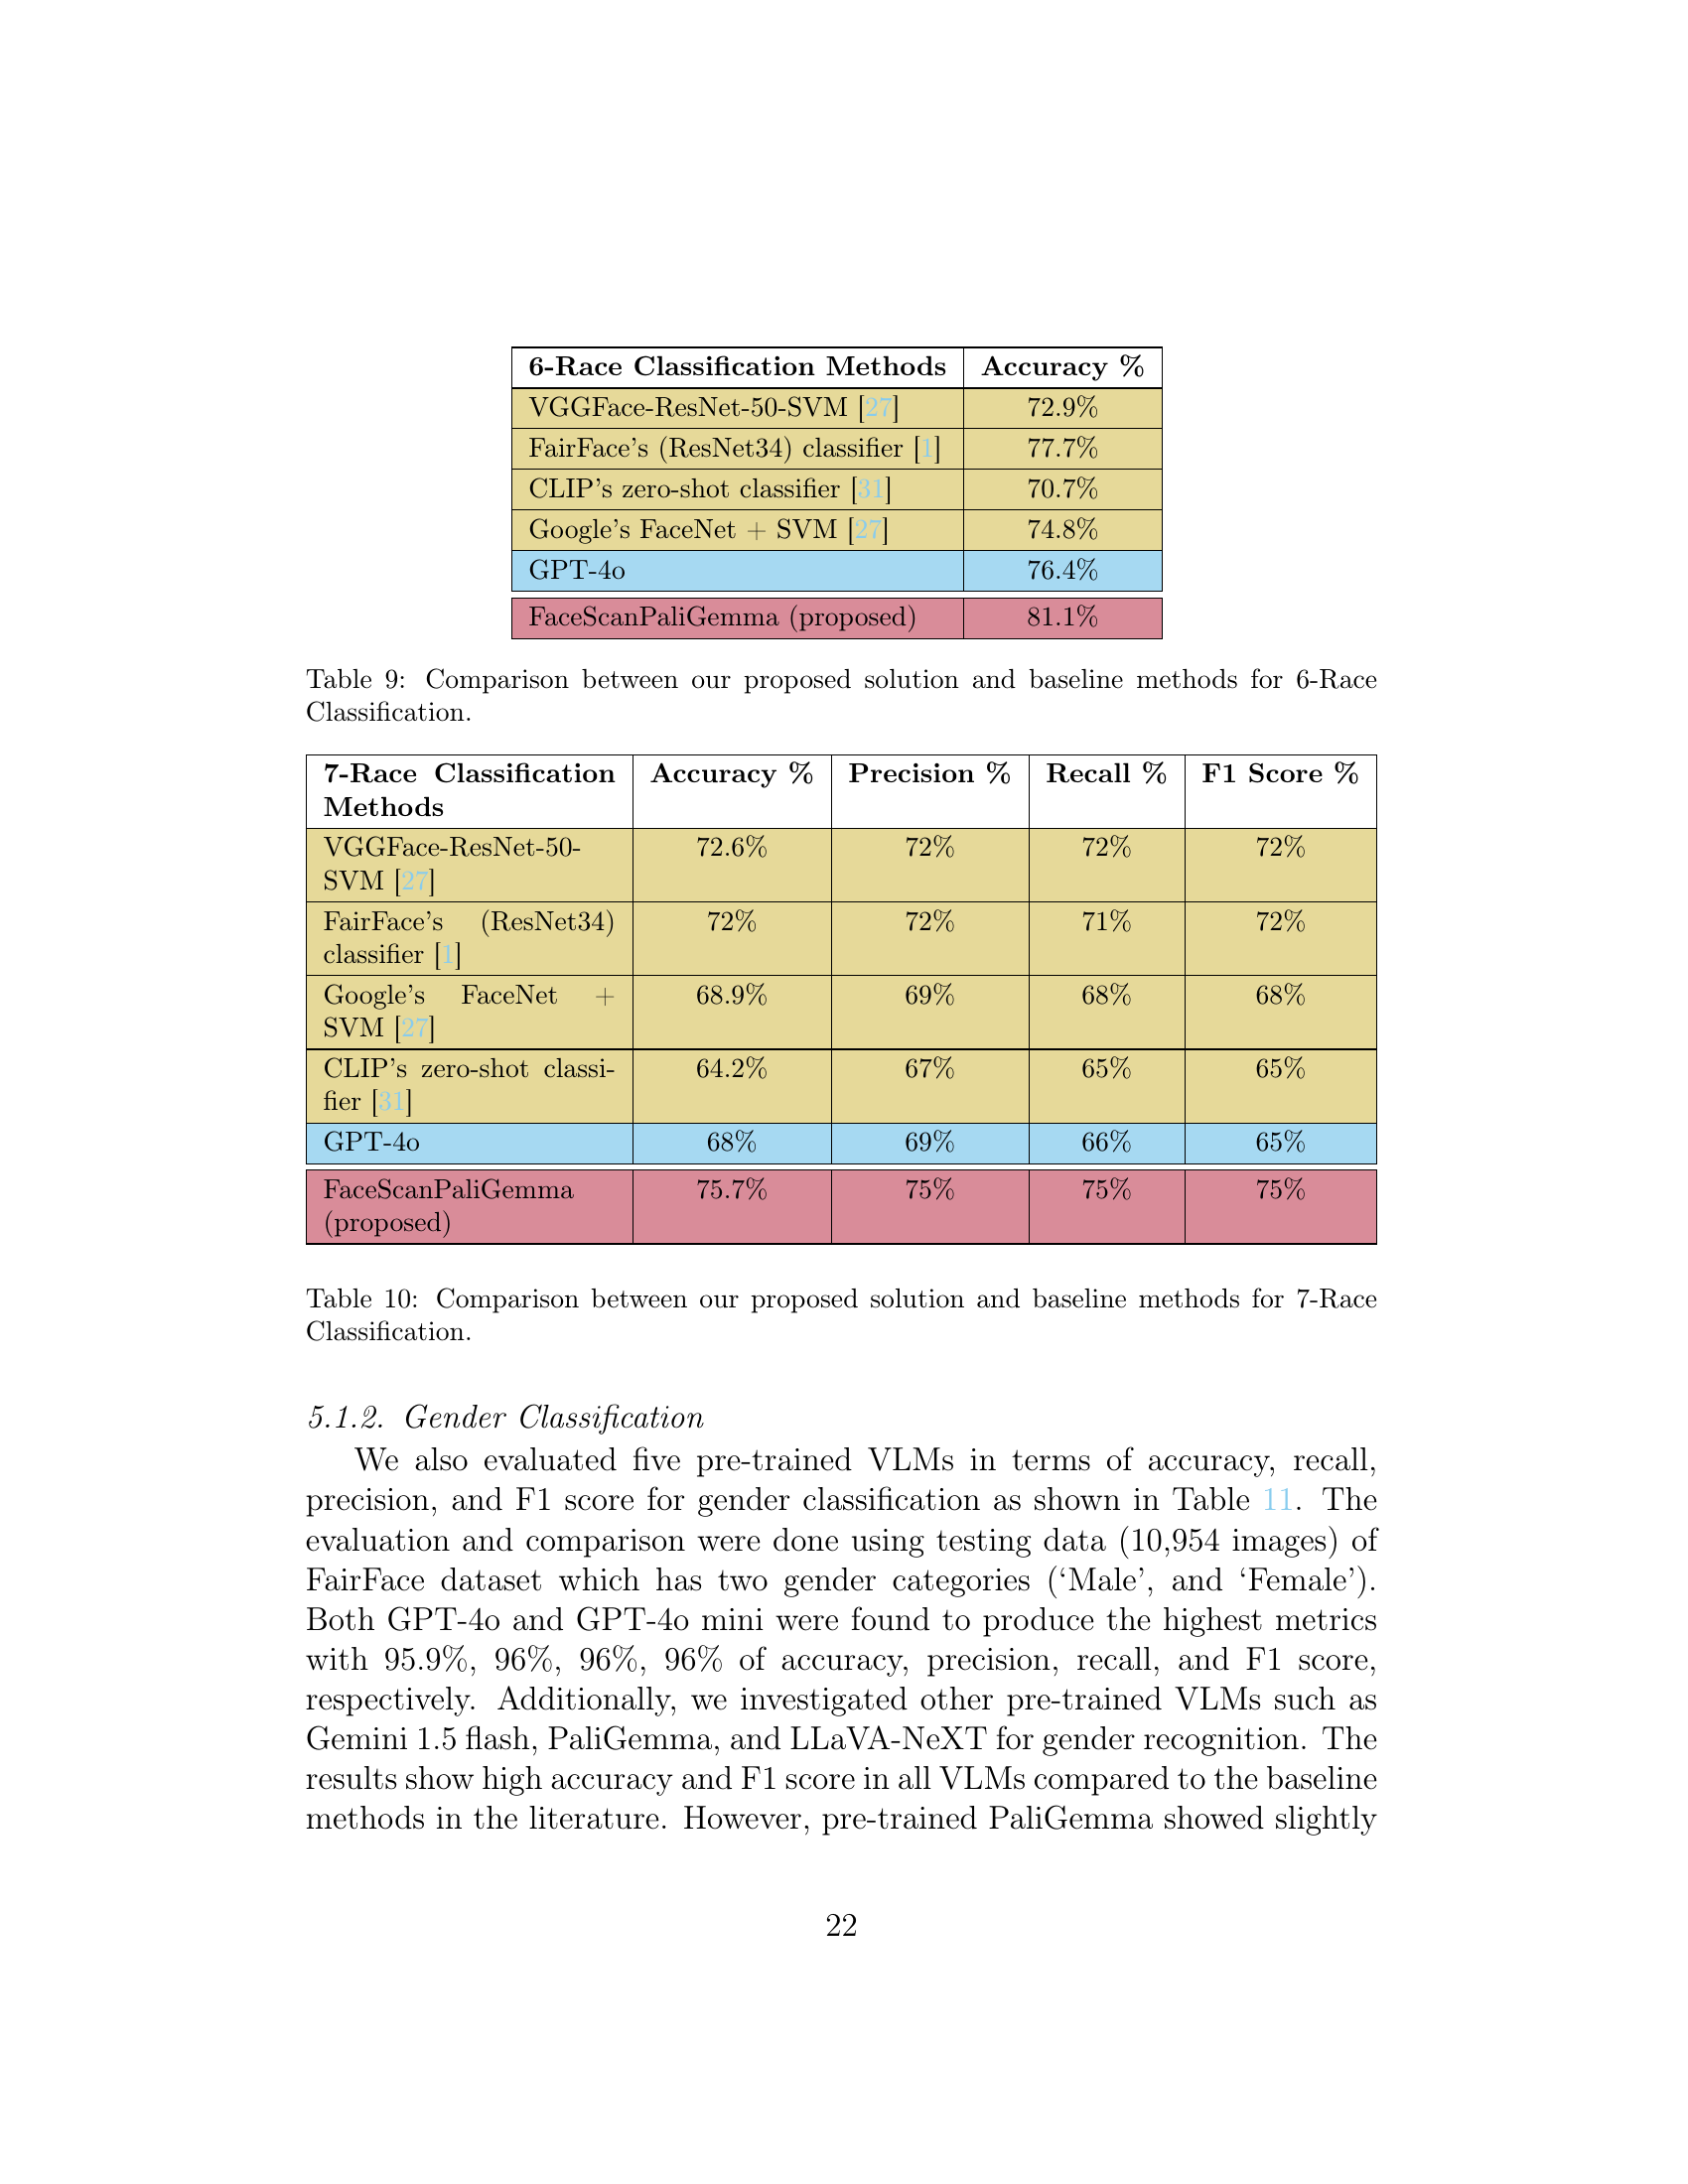 6-Race Classification Methods Accuracy %
VGGFace-ResNet-50-SVM [27] 72.9%
FairFace's (ResNet34) classifier [1] 77.7%
CLIP's zero-shot classifier [31] 70.7%
Google's FaceNet + SVM [27] 74.8%
GPT-4o 76.4%
FaceScanPaliGemma (proposed) 81.1%
Table 9: Comparison between our proposed solution and baseline methods for 6-Race
Classification.
7-Race Classification Accuracy % Precision % Recall % F1 Score %
Methods
VGGFace-ResNet-50- 72.6% 72% 72% 72%
SVM [27]
FairFace's (ResNet34) 72% 72% 71% 72%
classifier [1]
Google's FaceNet + 68.9% 69% 68% 68%
SVM [27]
CLIP's zero-shot classi- 64.2% 67% 65% 65%
fier [31]
GPT-4o 68% 69% 66% 65%
FaceScanPaliGemma 75.7% 75% 75% 75%
(proposed)
Table 10: Comparison between our proposed solution and baseline methods for 7-Race
Classification.
5.1.2. Gender Classification
We also evaluated five pre-trained VLMs in terms of accuracy, recall,
precision, and F1 score for gender classification as shown in Table 11. The
evaluation and comparison were done using testing data (10,954 images) of
FairFace dataset which has two gender categories (‘Male’, and ‘Female’).
Both GPT-4o and GPT-4o mini were found to produce the highest metrics
with 95.9%, 96%, 96%, 96% of accuracy, precision, recall, and F1 score,
respectively. Additionally, we investigated other pre-trained VLMs such as
Gemini 1.5 flash, PaliGemma, and LLaVA-NeXT for gender recognition. The
results show high accuracy and F1 score in all VLMs compared to the baseline
methods in the literature. However, pre-trained PaliGemma showed slightly
22